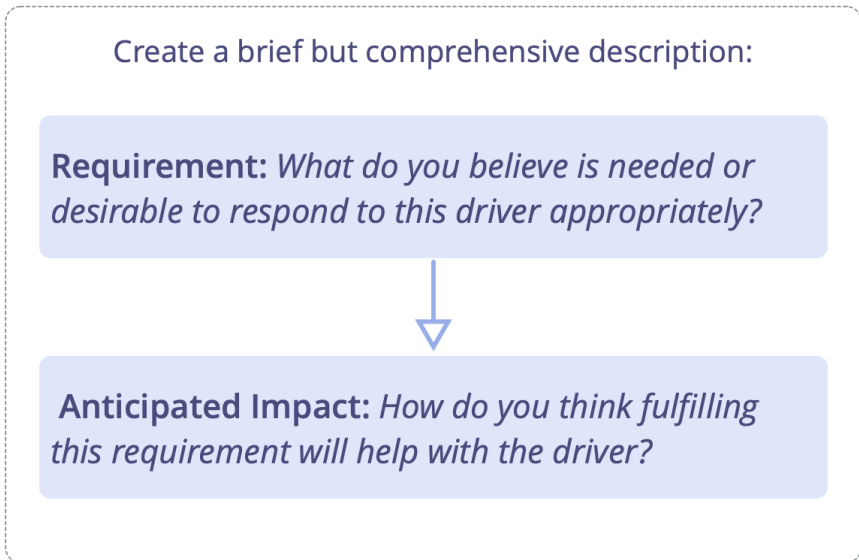 Create a brief but comprehensive description:
Requirement: What do you believe is needed or
desirable to respond to this driver appropriately?
Anticipated Impact: How do you think fulfilling
this requirement will help with the driver?